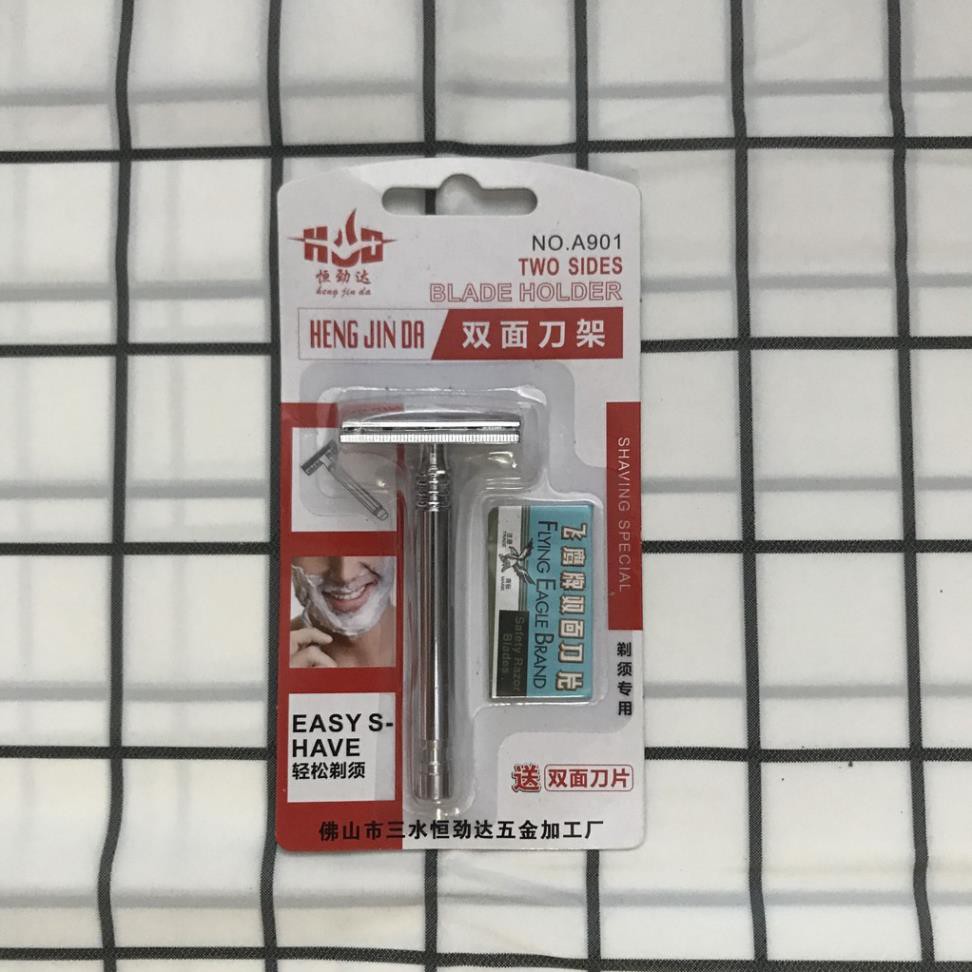 HJD
恒劲达
heng jin da
NO.A901
TWO SIDES
BLADE HOLDER
HENG JIN DA
双面刀架
SHAVING SPECIAL
剃须专用
飞鹰牌双面刀片
FLYING EAGLE BRAND
Safety Razor
Blades
EASY S-
HAVE
轻松剃须
送 双面刀片
佛山市三水恒劲达五金加工厂